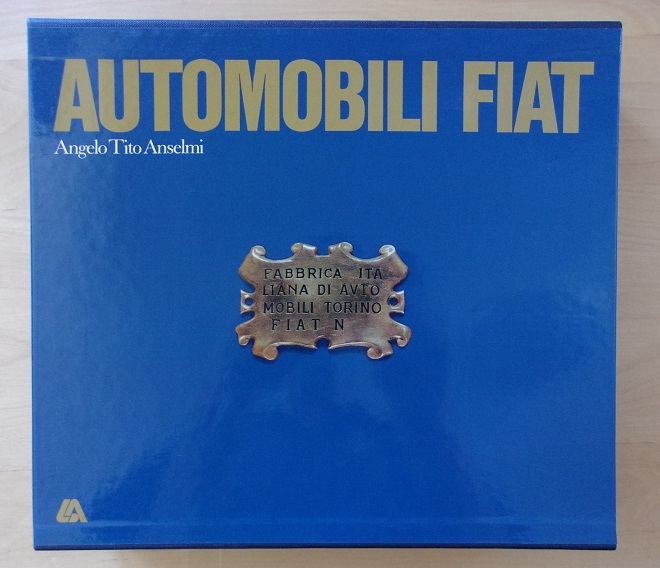 AUTOMOBILI FIAT
Angelo Tito Anselmi
FABBRICA ITA
LIANA DI AVTO
MOBILI TORINO
FIAT N
LA